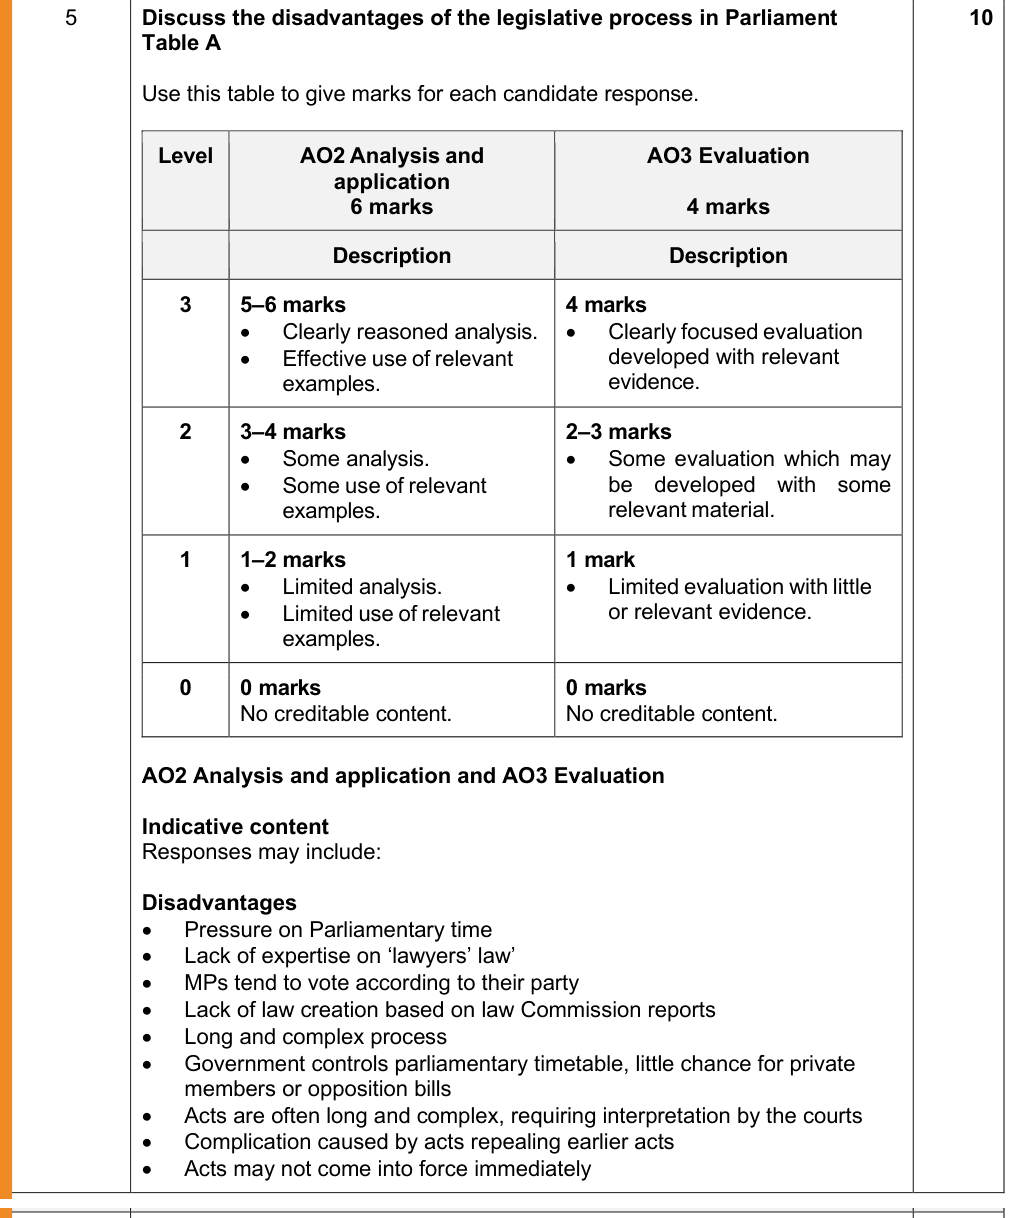 5
Discuss the disadvantages of the legislative process in Parliament
10
Table A
Use this table to give marks for each candidate response.
Level
AO2 Analysis and
application
6 marks
AO3 Evaluation
4 marks
Description
Description
3
5–6 marks
• Clearly reasoned analysis.
• Effective use of relevant
examples.
4 marks
• Clearly focused evaluation
developed with relevant
evidence.
2
3–4 marks
• Some analysis.
• Some use of relevant
examples.
2–3 marks
• Some evaluation which may
be developed with some
relevant material.
1
1–2 marks
• Limited analysis.
• Limited use of relevant
examples.
1 mark
• Limited evaluation with little
or relevant evidence.
0
0 marks
No creditable content.
0 marks
No creditable content.
AO2 Analysis and application and AO3 Evaluation
Indicative content
Responses may include:
Disadvantages
• Pressure on Parliamentary time
• Lack of expertise on ‘lawyers’ law’
• MPs tend to vote according to their party
• Lack of law creation based on law Commission reports
• Long and complex process
• Government controls parliamentary timetable, little chance for private
members or opposition bills
• Acts are often long and complex, requiring interpretation by the courts
• Complication caused by acts repealing earlier acts
• Acts may not come into force immediately